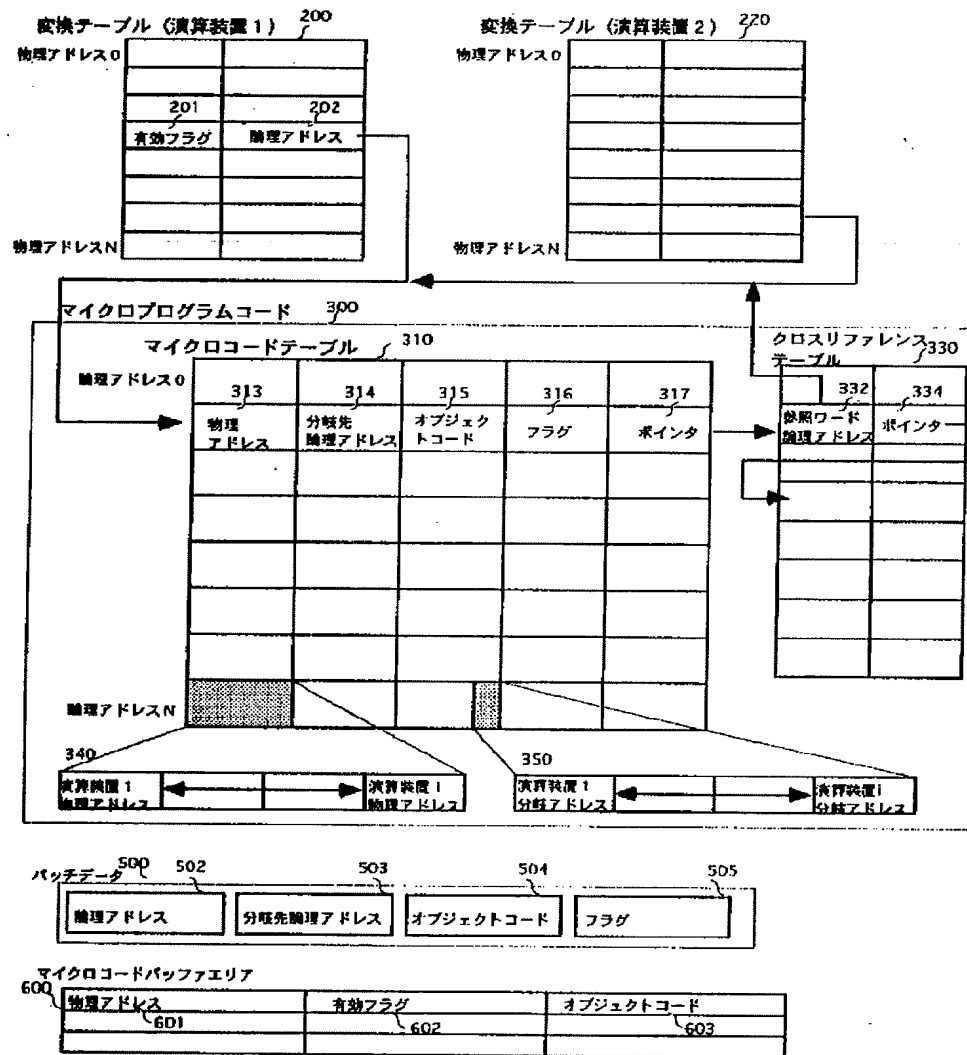 変換テーブル（演算装置1） 200
変換テーブル（演算装置2） 220
物理アドレス0
物理アドレス0
201 202
有効フラグ 論理アドレス
物理アドレスN
物理アドレスN
マイクロプログラムコード 300
マイクロコードテーブル 310
クロスリファレンス
テーブル 330
論理アドレス0
313 314 315 316 317
332 334
物理
アドレス
分岐先
論理アドレス
オブジェク
トコード
フラグ
ポインタ
参照ワード
論理アドレス
ポインタ
論理アドレスN
340
350
演算装置1
物理アドレス
演算装置i
物理アドレス
演算装置1
分岐アドレス
演算装置i
分岐アドレス
パッチデータ 500
502 503 504 505
論理アドレス 分岐先論理アドレス オブジェクトコード フラグ
マイクロコードバッファエリア
600
物理アドレス 有効フラグ オブジェクトコード
601 602 603